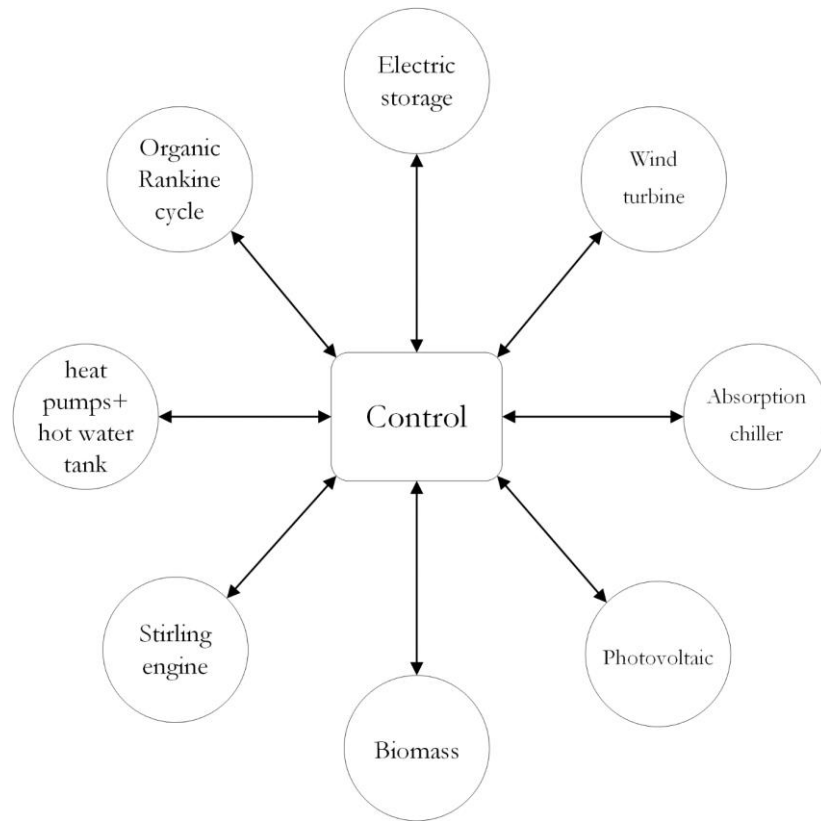 Electric
storage
Organic
Rankine
cycle
Wind
turbine
heat
pumps+
hot water
tank
Control
Absorption
chiller
Stirling
engine
Photovoltaic
Biomass